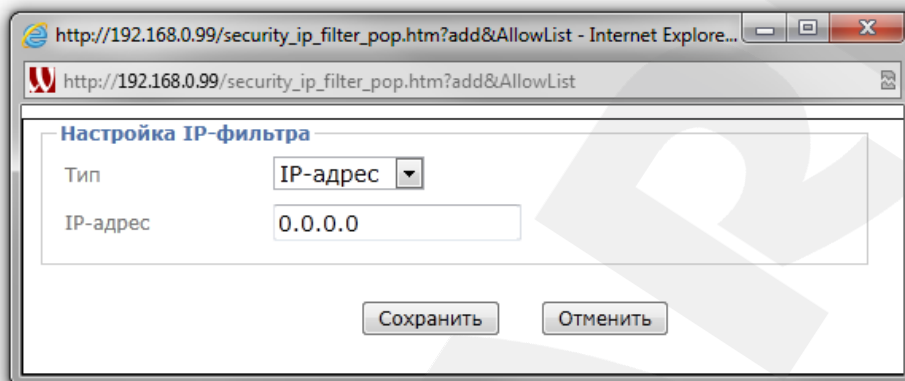 http://192.168.0.99/security_ip_filter_pop.htm?add&AllowList - Internet Explore...
http://192.168.0.99/security_ip_filter_pop.htm?add&AllowList
Настройка IP-фильтра
Тип IP-адрес
IP-адрес 0.0.0.0
Сохранить Отменить